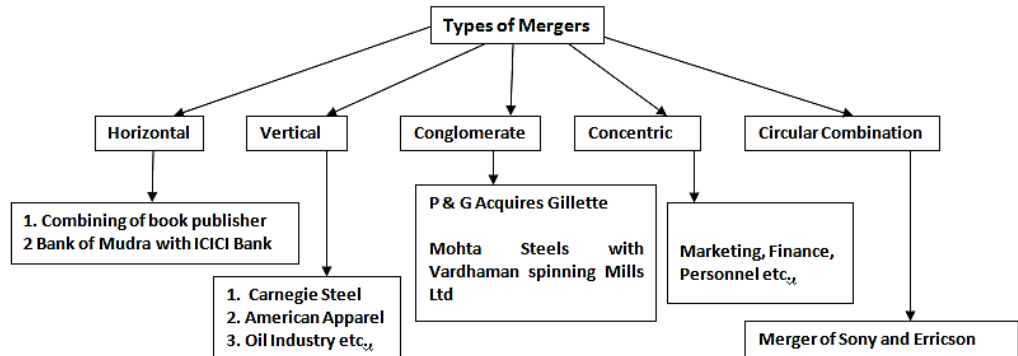 Types of Mergers
Horizontal
Vertical
Conglomerate
Concentric
Circular Combination
1. Combining of book publisher
2 Bank of Mudra with ICICI Bank
1. Carnegie Steel
2. American Apparel
3. Oil Industry etc.,
P & G Acquires Gillette
Mohta Steels with
Vardhaman spinning Mills
Ltd
Marketing, Finance,
Personnel etc.,
Merger of Sony and Erricson